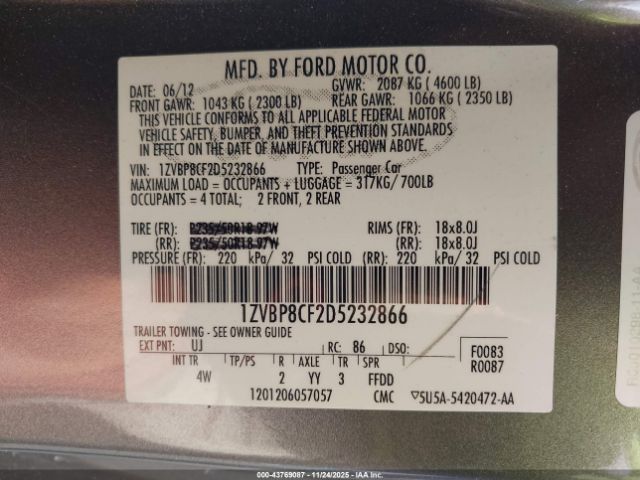 MFD. BY FORD MOTOR CO.
DATE: 06/12 GVWR: 2087 KG ( 4600 LB)
FRONT GAWR: 1043 KG ( 2300 LB) REAR GAWR: 1066 KG ( 2350 LB)
THIS VEHICLE CONFORMS TO ALL APPLICABLE FEDERAL MOTOR
VEHICLE SAFETY, BUMPER, AND THEFT PREVENTION STANDARDS
IN EFFECT ON THE DATE OF MANUFACTURE SHOWN ABOVE.
VIN: 1ZVBP8CF2D5232866 TYPE: Passenger Car
MAXIMUM LOAD = OCCUPANTS + LUGGAGE = 317KG/ 700LB
OCCUPANTS = 4 TOTAL; 2 FRONT, 2 REAR
TIRE (FR): P235/50R18 97W RIMS (FR): 18x8.0J
(RR): P235/50R18 97W (RR): 18x8.0J
PRESSURE (FR): 220 kPa/ 32 PSI COLD (RR): 220 kPa/ 32 PSI COLD
1ZVBP8CF2D5232866
TRAILER TOWING - SEE OWNER GUIDE
EXT PNT: UJ RC: 86 DSO: F0083
R0087
INT TR TP/PS R AXLE TR SPR
4W 2 YY 3 FFDD
1201206057057 CMC 5U5A-5420472-AA
000-43769087 - 11/24/2025 - IAA, Inc.